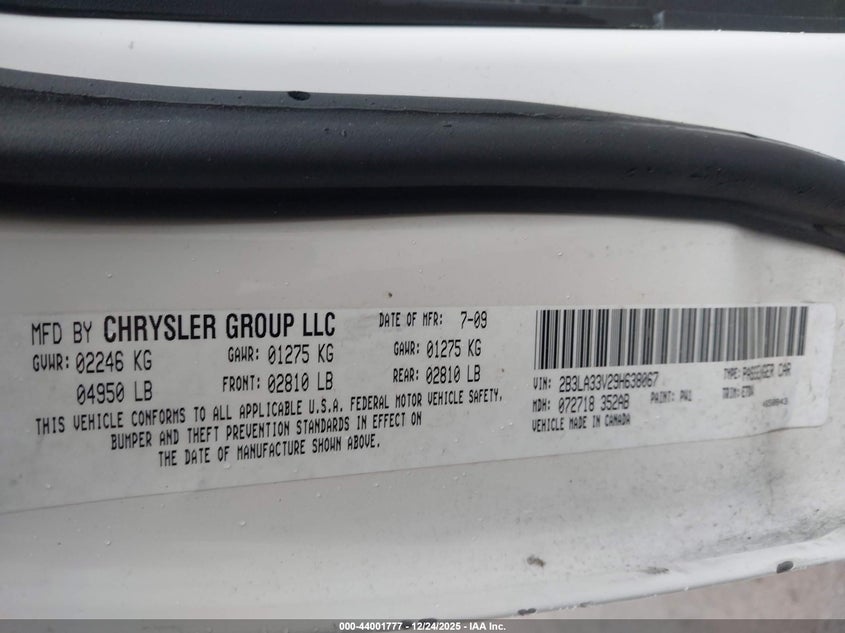 MFD BY CHRYSLER GROUP LLC
DATE OF MFR: 7-09
GVWR: 02246 KG
GAWR: 01275 KG
GAWR: 01275 KG
04950 LB
FRONT: 02810 LB
REAR: 02810 LB
THIS VEHICLE CONFORMS TO ALL APPLICABLE U.S.A. FEDERAL MOTOR VEHICLE SAFETY,
BUMPER AND THEFT PREVENTION STANDARDS IN EFFECT ON
THE DATE OF MANUFACTURE SHOWN ABOVE.
VIN: 2B3LA33V29H638067
TYPE: PASSENGER CAR
MDH: 072718 352AB
PAINT: PW1
TRIM:
VEHICLE MADE IN CANADA
000-44001777 - 12/24/2025 - IAA Inc.